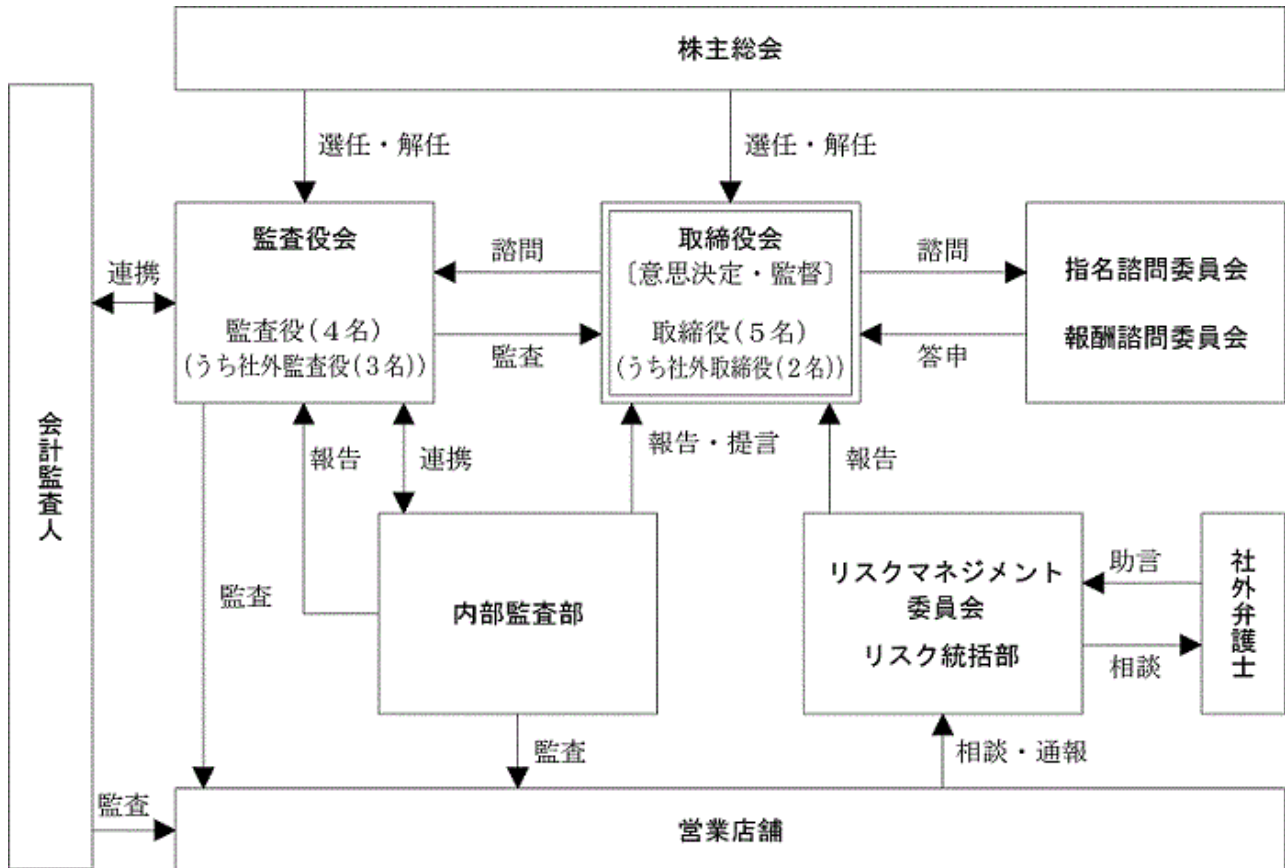 株主総会
選任・解任
選任・解任
監査役会
監査役(4名)
(うち社外監査役(3名))
諮問
監査
取締役会
〔意思決定・監督〕
取締役(5名)
(うち社外取締役(2名))
諮問
答申
指名諮問委員会
報酬諮問委員会
連携
会計監査人
報告
連携
報告・提言
報告
監査
内部監査部
リスクマネジメント
委員会
リスク統括部
助言
相談
社外弁護士
監査
相談・通報
監査
営業店舗